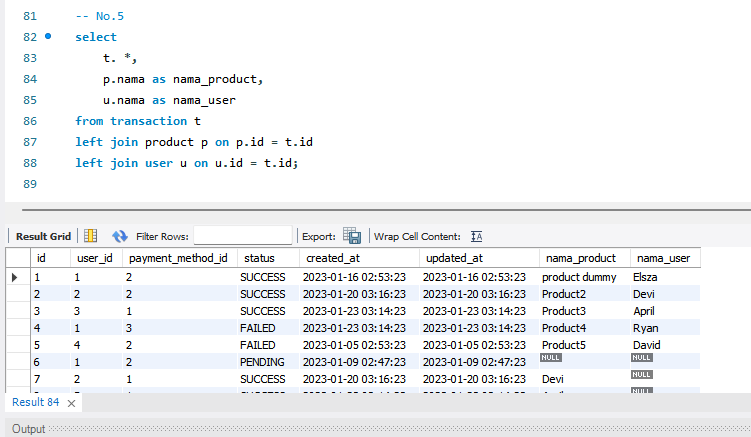 81 -- No.5
82 select
83 t. *,
84 p.nama as nama_product,
85 u.nama as nama_user
86 from transaction t
87 left join product p on p.id = t.id
88 left join user u on u.id = t.id;
89
Result Grid Filter Rows: Export: Wrap Cell Content: IA
id user_id payment_method_id status created_at updated_at nama_product nama_user
1 1 2 SUCCESS 2023-01-16 02:53:23 2023-01-16 02:53:23 product dummy Elsza
2 2 2 SUCCESS 2023-01-20 03:16:23 2023-01-20 03:16:23 Product2 Devi
3 3 1 SUCCESS 2023-01-23 03:14:23 2023-01-23 03:14:23 Product3 April
4 1 3 FAILED 2023-01-23 03:14:23 2023-01-23 03:14:23 Product4 Ryan
5 4 2 FAILED 2023-01-05 02:53:23 2023-01-05 02:53:23 Product5 David
6 1 2 PENDING 2023-01-09 02:47:23 2023-01-09 02:47:23 NULL NULL
7 2 1 SUCCESS 2023-01-20 03:16:23 2023-01-20 03:16:23 Devi NULL
Result 84
Output